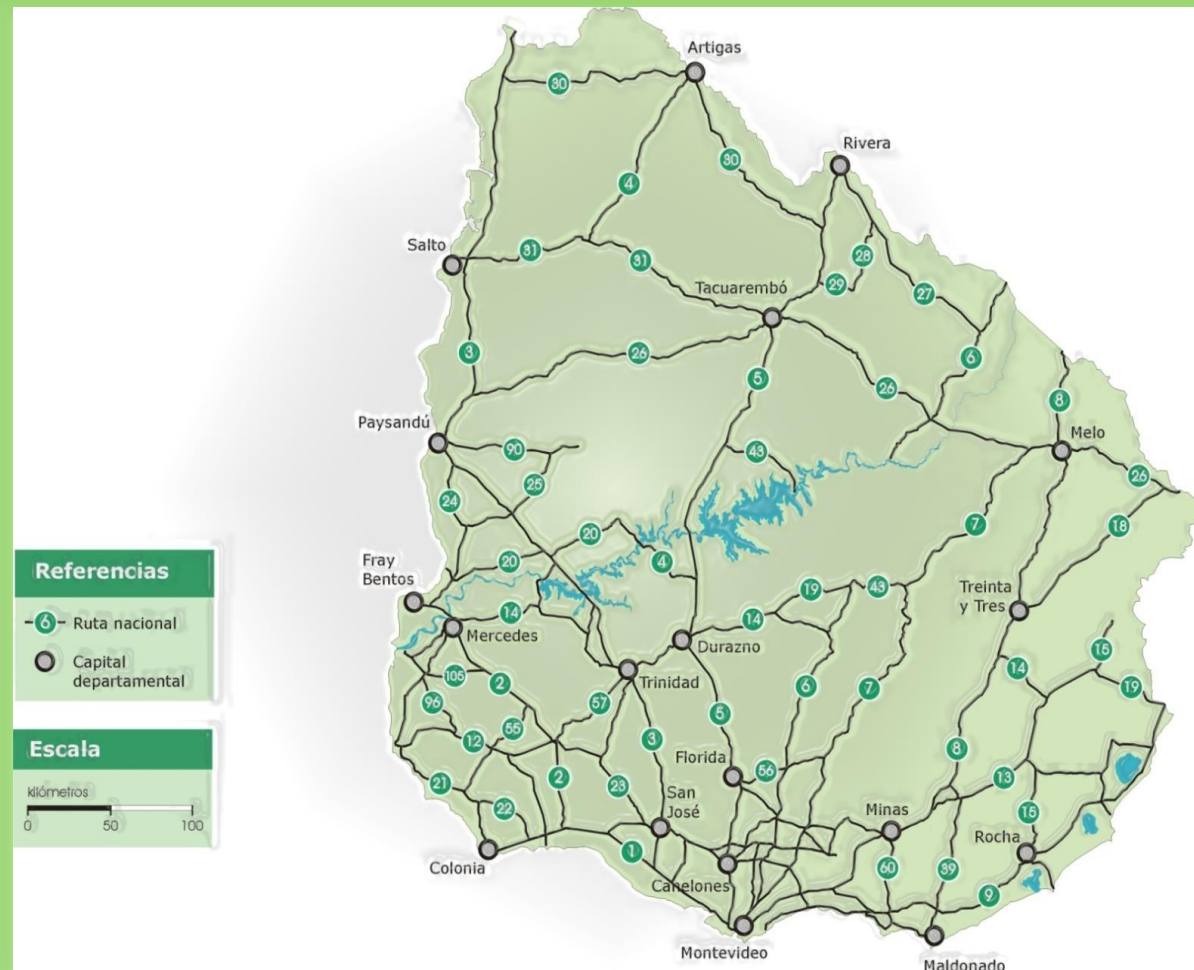 Artigas
30
Rivera
30
4
Salto
31
31
28
Tacuarembó
29
27
3
26
5
6
26
8
Paysandú
90
43
Melo
25
24
26
7
18
20
20
4
Fray
Bentos
19
43
Treinta
y Tres
14
14
Mercedes
Durazno
15
14
105
2
Trinidad
19
96
57
6
7
55
5
12
3
8
Florida
56
21
2
13
23
22
San
José
Minas
15
Rocha
1
Colonia
Canelones
60
39
9
Montevideo
Maldonado
Referencias
6 Ruta nacional
Capital
departamental
Escala
kilómetros
0 50 100